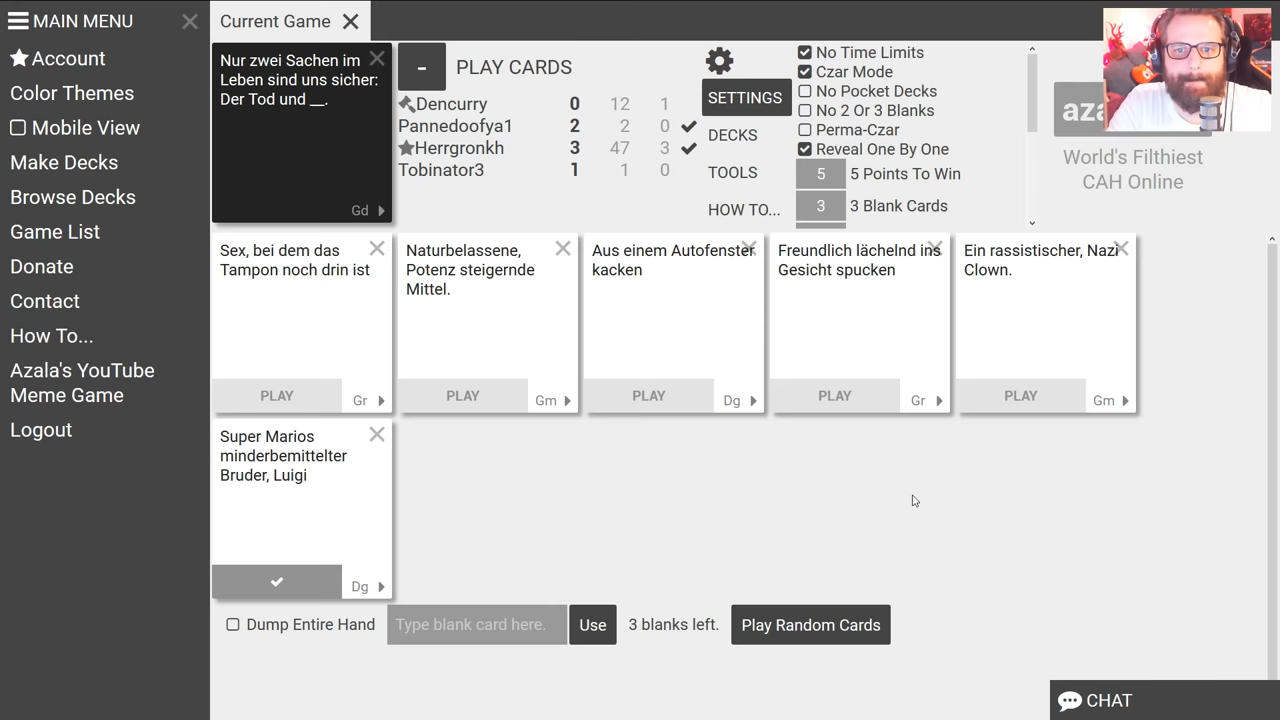 MAIN MENU
Account
Color Themes
Mobile View
Make Decks
Browse Decks
Game List
Donate
Contact
How To...
Azala's YouTube
Meme Game
Logout
Current Game
Nur zwei Sachen im
Leben sind uns sicher:
Der Tod und __.
Gd
-
PLAY CARDS
Dencurry 0 12 1
Pannedoofya1 2 2 0
Herrgronkh 3 47 3
Tobinator3 1 1 0
SETTINGS
DECKS
TOOLS
HOW TO...
No Time Limits
Czar Mode
No Pocket Decks
No 2 Or 3 Blanks
Perma-Czar
Reveal One By One
5 5 Points To Win
3 3 Blank Cards
World's Filthiest
CAH Online
Sex, bei dem das
Tampon noch drin ist
PLAY Gr
Naturbelassene,
Potenz steigernde
Mittel.
PLAY Gm
Aus einem Autofenster
kacken
PLAY Dg
Freundlich lächelnd ins
Gesicht spucken
PLAY Gr
Ein rassistischer, Nazi
Clown.
PLAY Gm
Super Marios
minderbemittelter
Bruder, Luigi
Dg
Dump Entire Hand
Type blank card here.
Use
3 blanks left.
Play Random Cards
CHAT